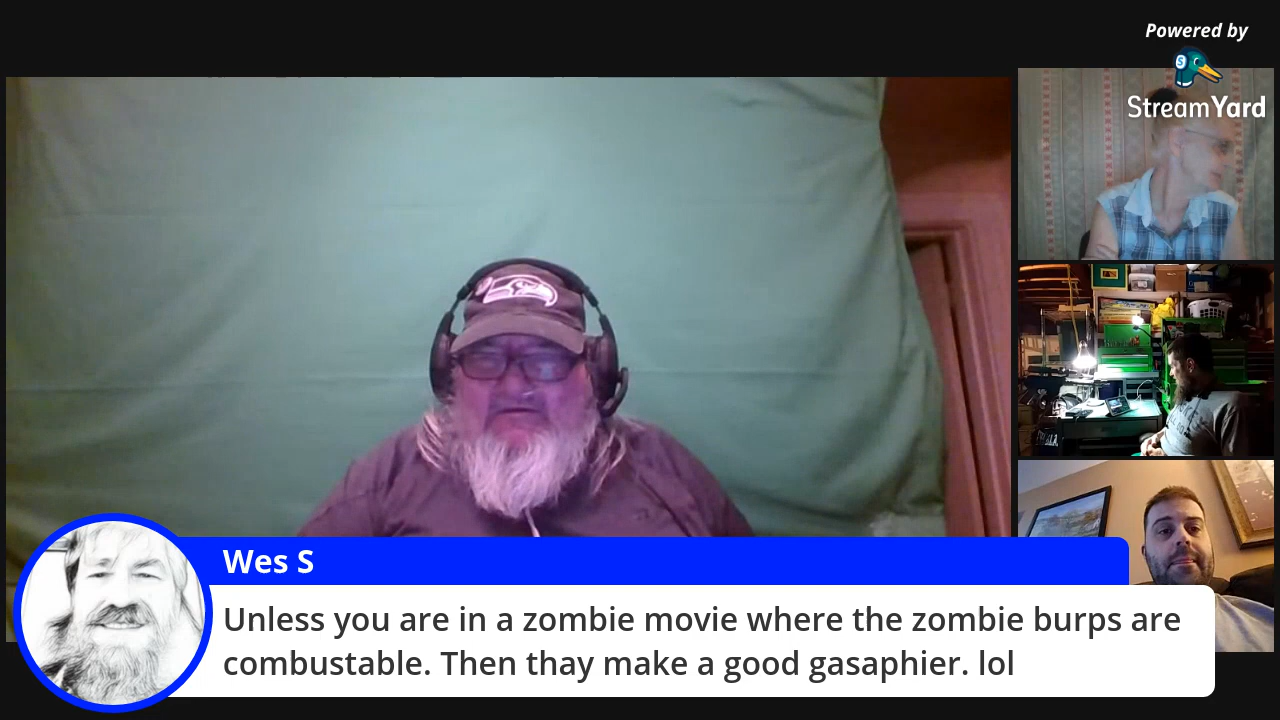 Powered by
StreamYard
Wes S
Unless you are in a zombie movie where the zombie burps are
combustable. Then thay make a good gasaphier. lol